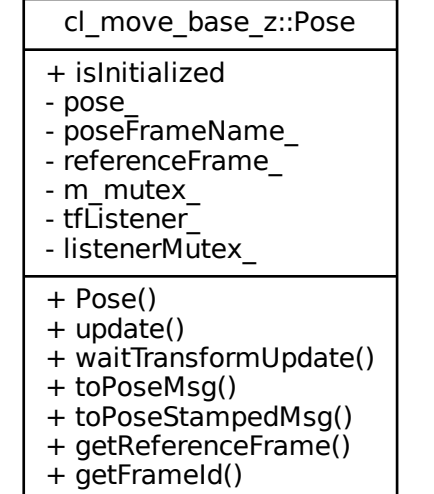 cl_move_base_z::Pose
+ isInitialized
- pose_
- poseFrameName_
- referenceFrame_
- m_mutex_
- tfListener_
- listenerMutex_
+ Pose()
+ update()
+ waitTransformUpdate()
+ toPoseMsg()
+ toPoseStampedMsg()
+ getReferenceFrame()
+ getFrameId()